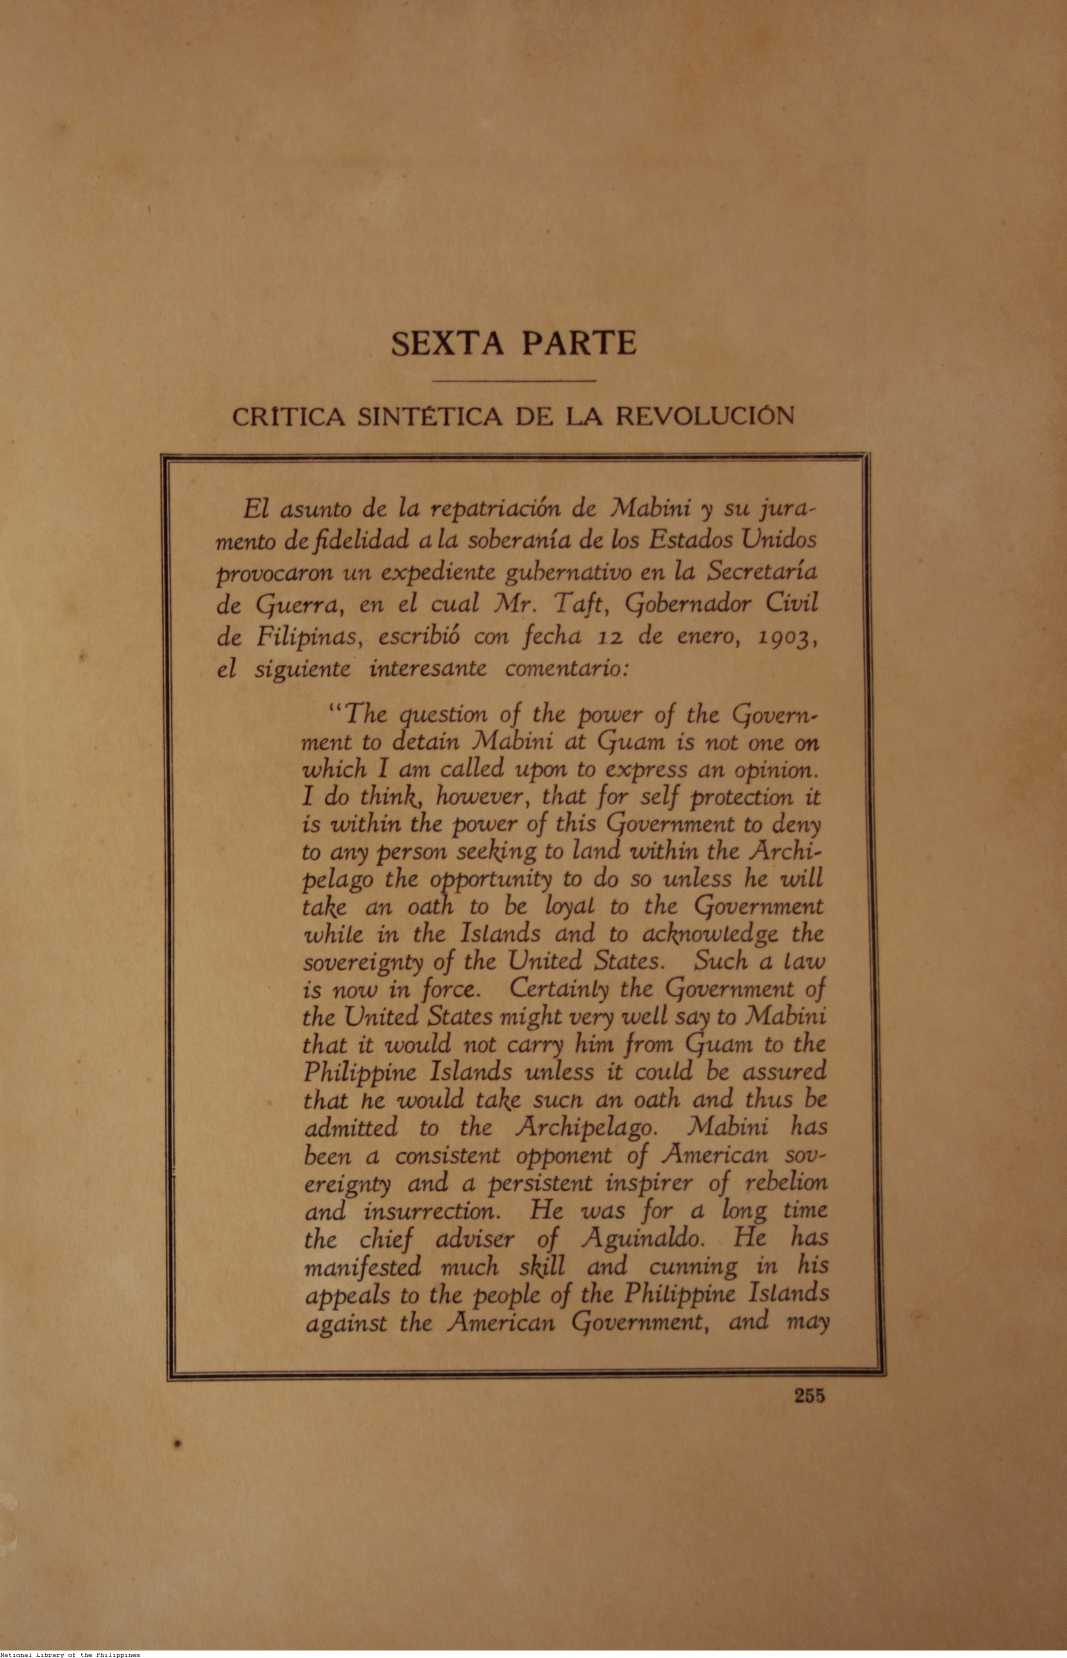 SEXTA PARTE
CRÍTICA SINTÉTICA DE LA REVOLUCIÓN
El asunto de la repatriación de Mabini y su jura-
mento de fidelidad a la soberanía de los Estados Unidos
provocaron un expediente gubernativo en la Secretaría
de Guerra, en el cual Mr. Taft, Gobernador Civil
de Filipinas, escribió con fecha 12 de enero, 1903,
el siguiente interesante comentario:
“The question of the power of the Govern-
ment to detain Mabini at Guam is not one on
which I am called upon to express an opinion.
I do think, however, that for self protection it
is within the power of this Government to deny
to any person seeking to land within the Archi-
pelago the opportunity to do so unless he will
take an oath to be loyal to the Government
while in the Islands and to acknowledge the
sovereignty of the United States. Such a law
is now in force. Certainly the Government of
the United States might very well say to Mabini
that it would not carry him from Guam to the
Philippine Islands unless it could be assured
that he would take such an oath and thus be
admitted to the Archipelago. Mabini has
been a consistent opponent of American sov-
ereignty and a persistent inspirer of rebelion
and insurrection. He was for a long time
the chief adviser of Aguinaldo. He has
manifested much skill and cunning in his
appeals to the people of the Philippine Islands
against the American Government, and may
255
National Library of the Philippines